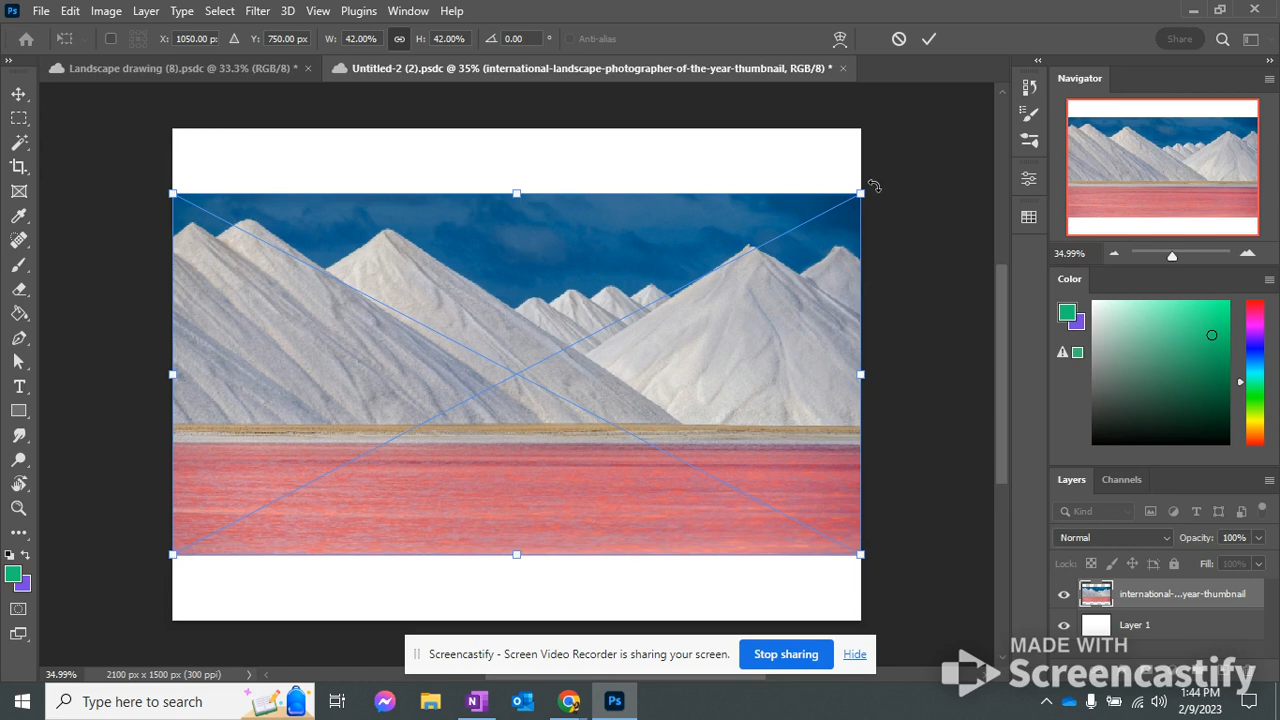 Ps File Edit Image Layer Type Select Filter 3D View Plugins Window Help
X: 1050.00 px Y: 750.00 px W: 42.00% H: 42.00% 0.00 ° Anti-alias Share
Landscape drawing (8).psdc @ 33.3% (RGB/8) * × Untitled-2 (2).psdc @ 35% (international-landscape-photographer-of-the-year-thumbnail, RGB/8) * ×
Navigator
34.99%
Color
Layers Channels
Kind
Normal Opacity: 100%
Lock: Fill: 100%
international-...year-thumbnail
Layer 1
MADE WITH
Screencastify
Screencastify - Screen Video Recorder is sharing your screen. Stop sharing Hide
34.99% 2100 px x 1500 px (300 ppi)
Type here to search
1:44 PM
2/9/2023